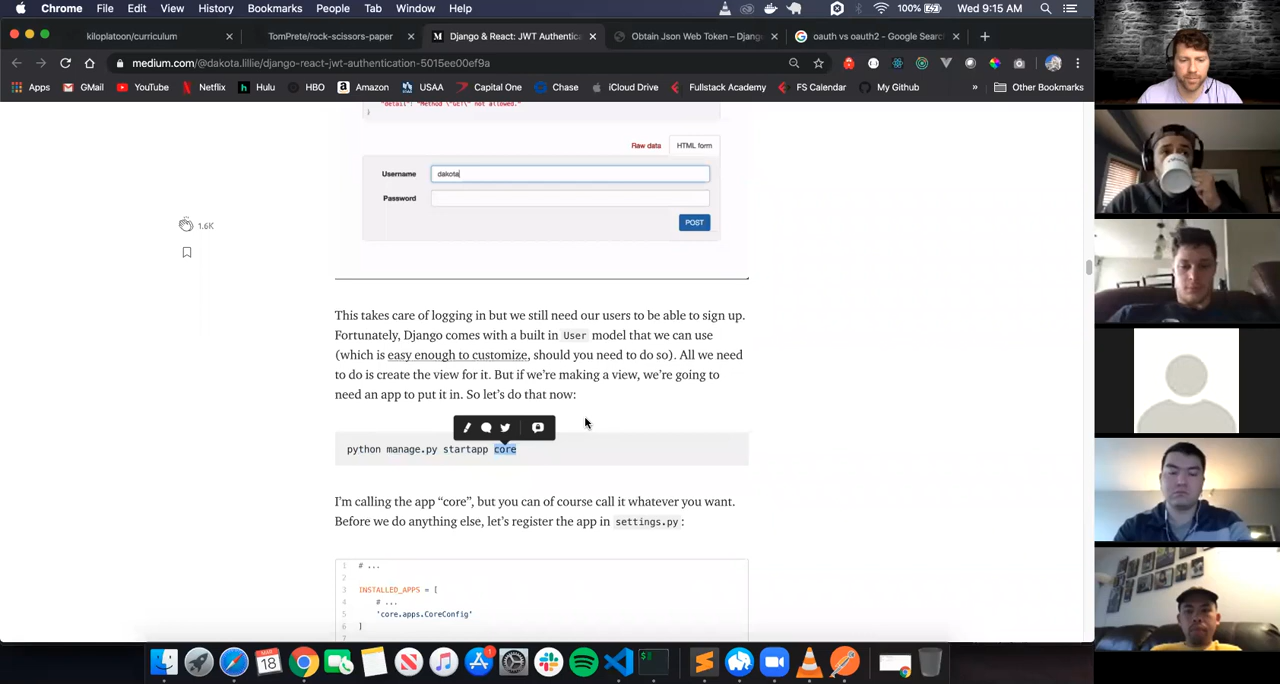 Chrome File Edit View History Bookmarks People Tab Window Help 100% Wed 9:15 AM
kiloplatoon/curriculum TomPrete/rock-scissors-paper Django & React: JWT Authentic Obtain Json Web Token – Djang oauth vs oauth2 - Google Searc
medium.com/@dakota.lillie/django-react-jwt-authentication-5015ee00ef9a
Apps GMail YouTube Netflix Hulu HBO Amazon USAA Capital One Chase iCloud Drive Fullstack Academy FS Calendar My Github » Other Bookmarks
"detail": "Method \"GET\" not allowed."
}
Raw data HTML form
Username dakota
Password
POST
1.6K
This takes care of logging in but we still need our users to be able to sign up.
Fortunately, Django comes with a built in User model that we can use
(which is easy enough to customize, should you need to do so). All we need
to do is create the view for it. But if we’re making a view, we’re going to
need an app to put it in. So let’s do that now:
python manage.py startapp core
I’m calling the app “core”, but you can of course call it whatever you want.
Before we do anything else, let’s register the app in settings.py:
1 # ...
2
3 INSTALLED_APPS = [
4 # ...
5 'core.apps.CoreConfig'
6 ]
7
MAR
18
1